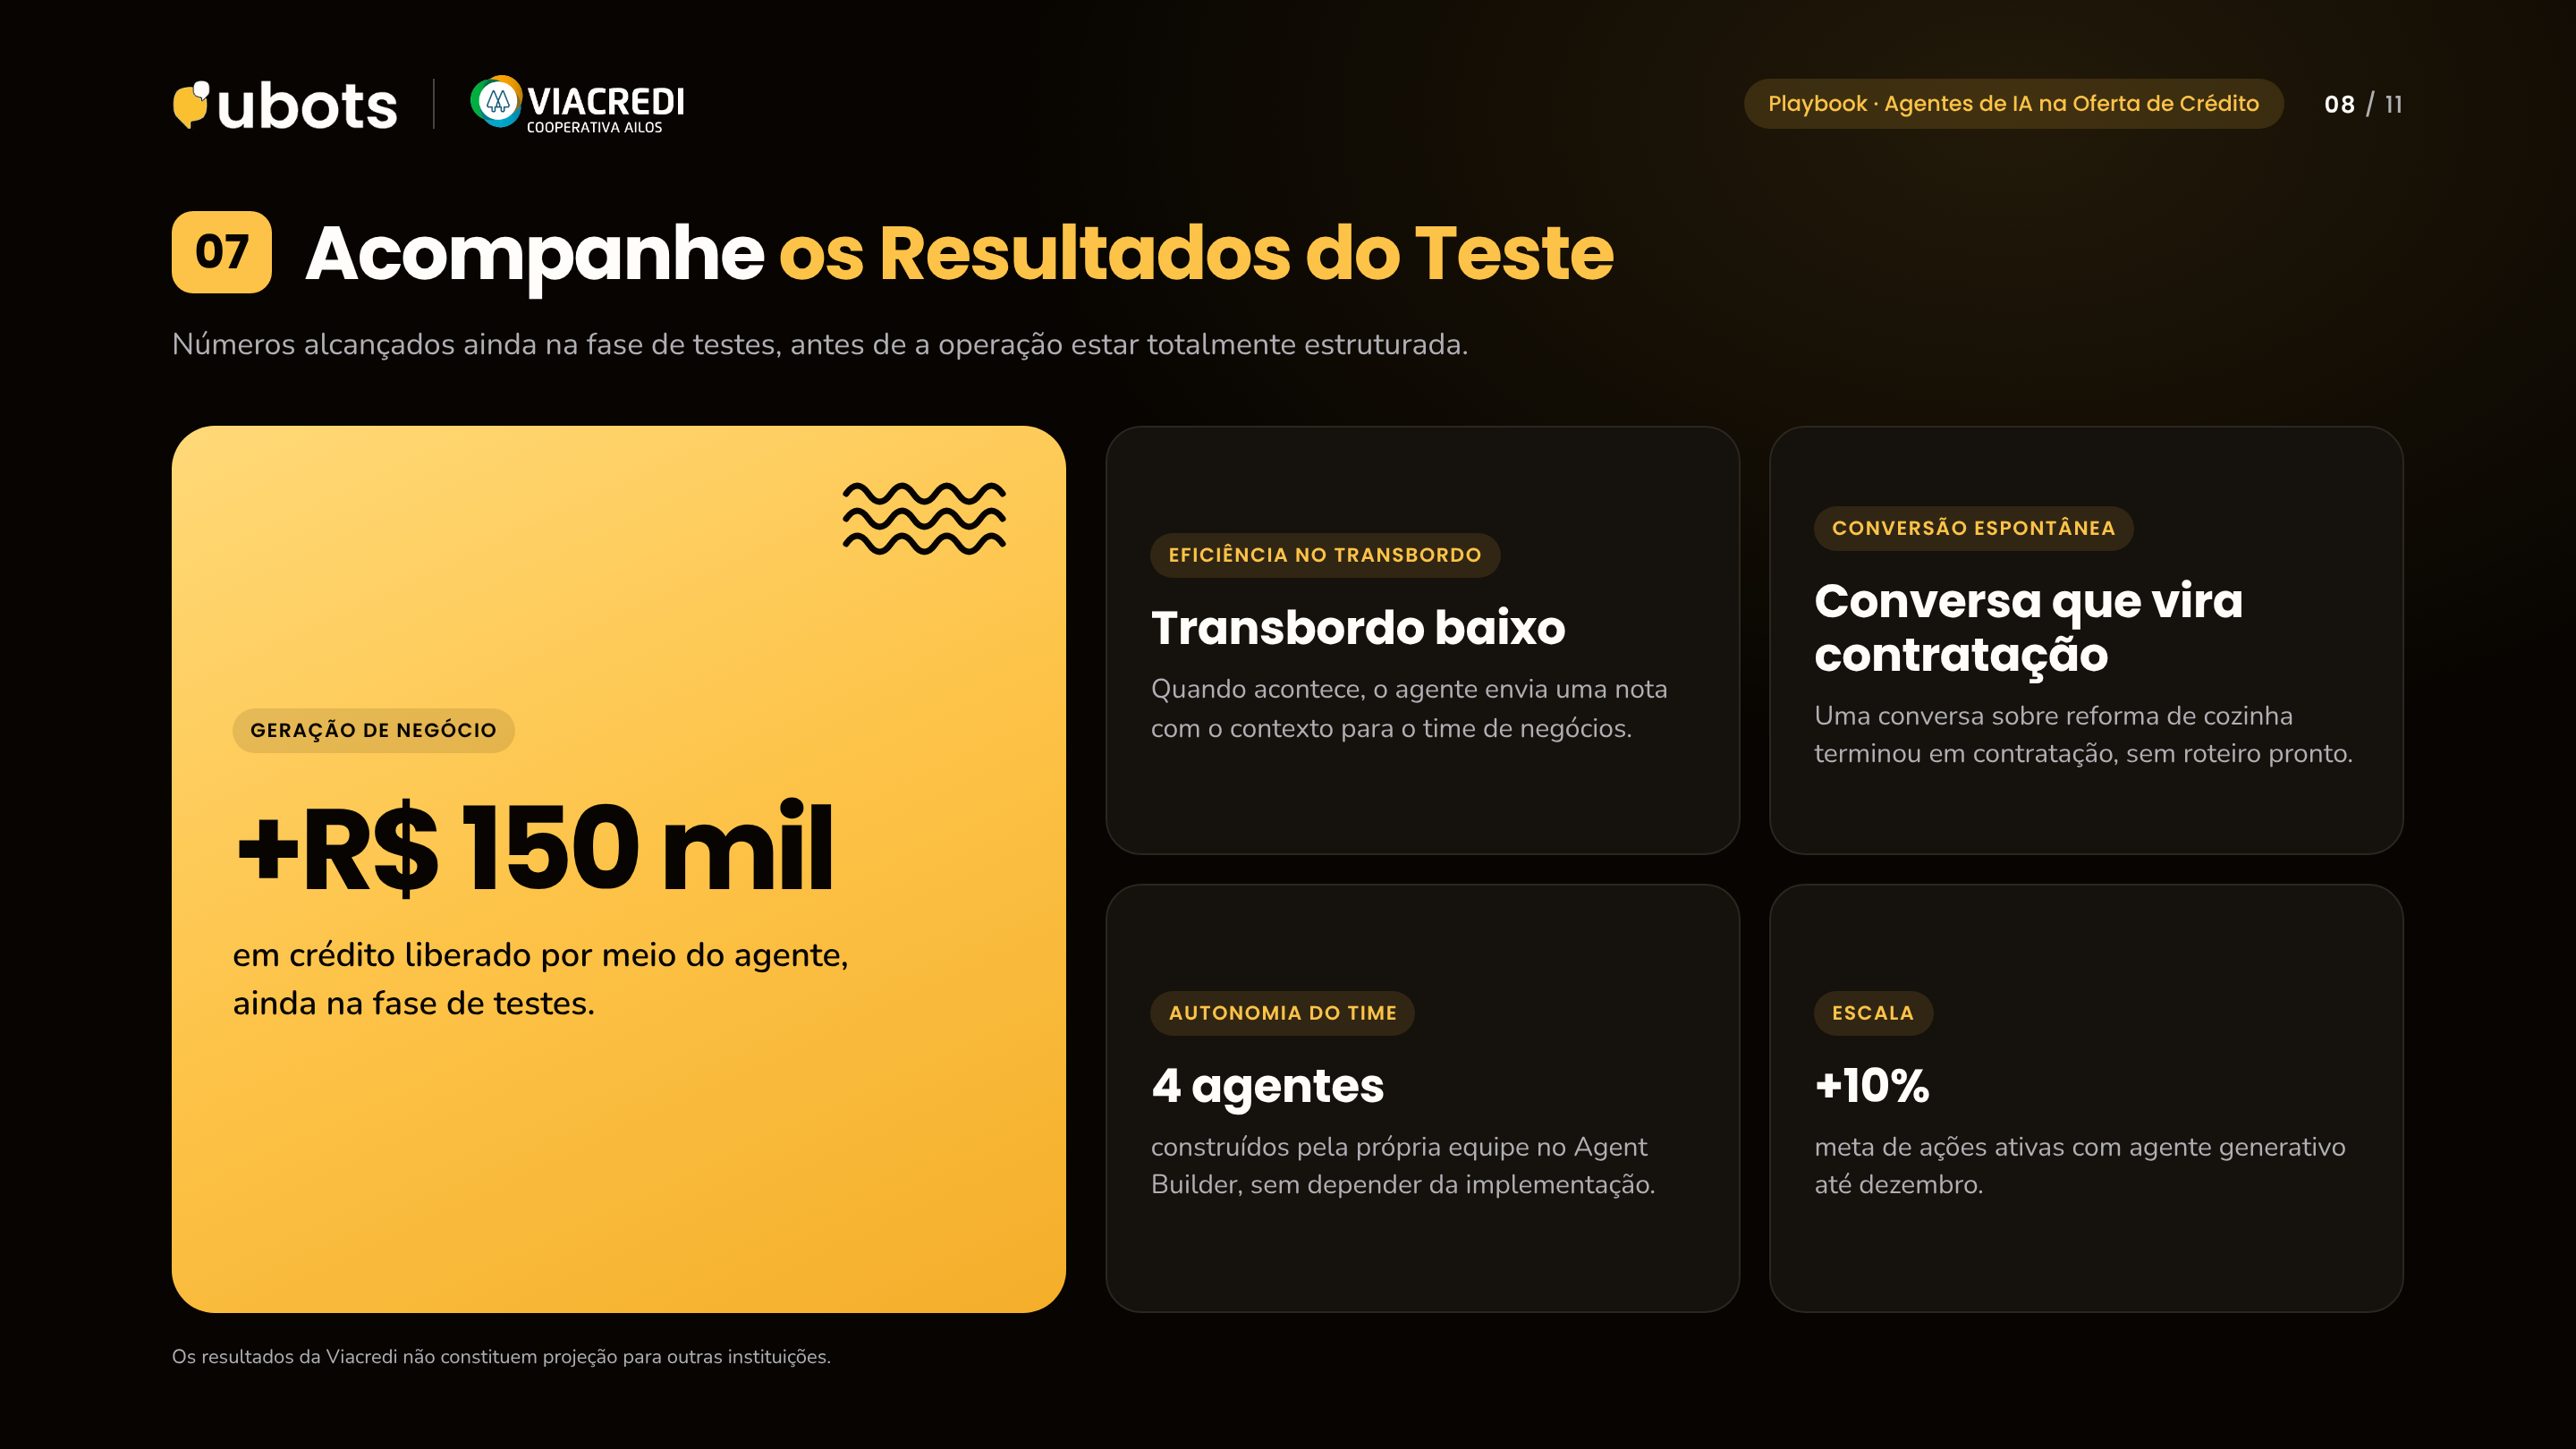 ubots
VIACREDI
COOPERATIVA AILOS
Playbook · Agentes de IA na Oferta de Crédito
08 / 11
07
Acompanhe os Resultados do Teste
Números alcançados ainda na fase de testes, antes de a operação estar totalmente estruturada.
GERAÇÃO DE NEGÓCIO
+R$ 150 mil
em crédito liberado por meio do agente,
ainda na fase de testes.
EFICIÊNCIA NO TRANSBORDO
Transbordo baixo
Quando acontece, o agente envia uma nota
com o contexto para o time de negócios.
CONVERSÃO ESPONTÂNEA
Conversa que vira
contratação
Uma conversa sobre reforma de cozinha
terminou em contratação, sem roteiro pronto.
AUTONOMIA DO TIME
4 agentes
construídos pela própria equipe no Agent
Builder, sem depender da implementação.
ESCALA
+10%
meta de ações ativas com agente generativo
até dezembro.
Os resultados da Viacredi não constituem projeção para outras instituições.